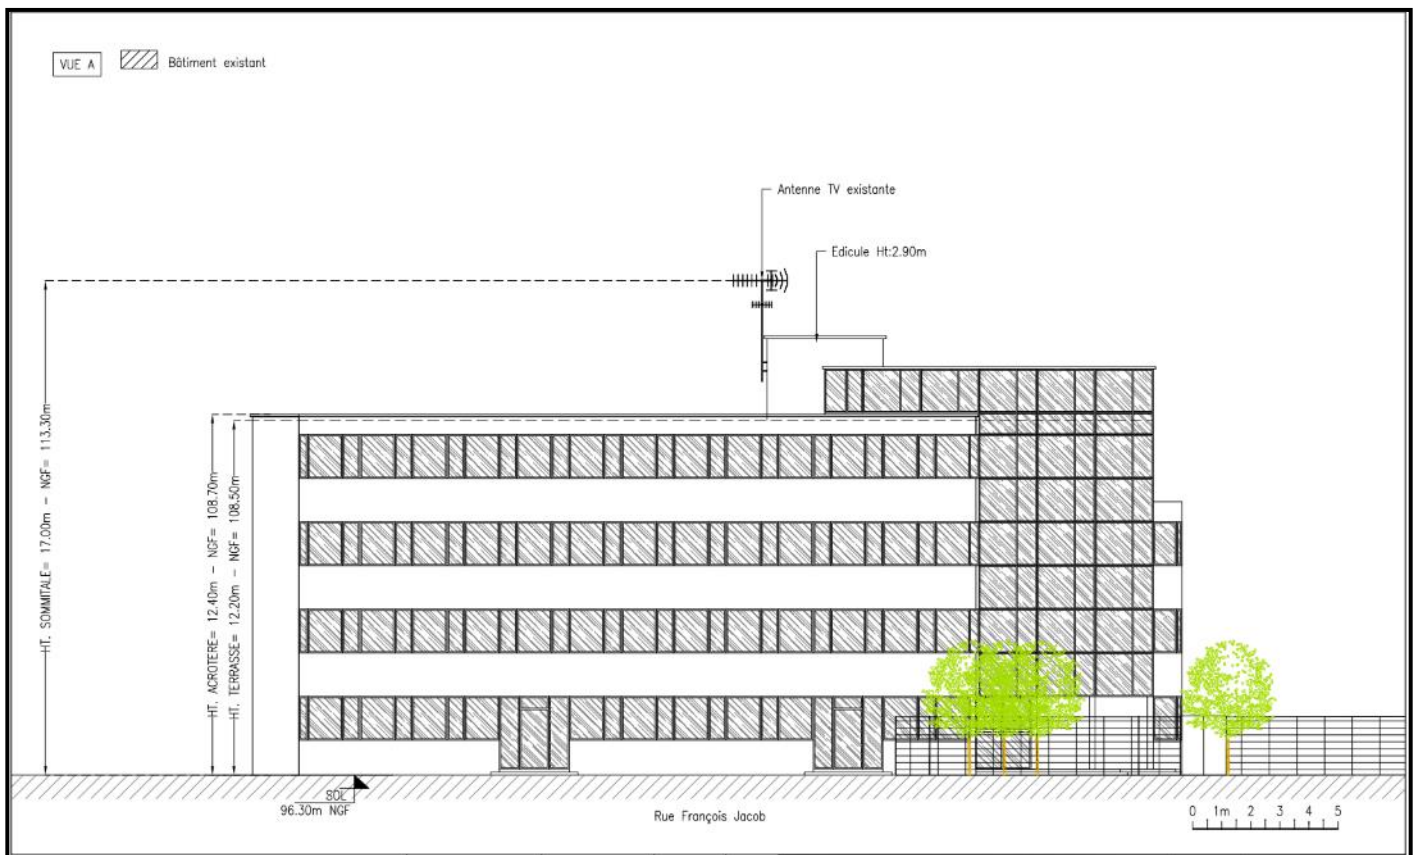 VUE A
Bâtiment existant
Antenne TV existante
Edicule Ht:2.90m
HT. SOMMITALE= 17.00m - NGF= 113.30m
HT. ACROTERE= 12.40m - NGF= 108.70m
HT. TERRASSE= 12.20m - NGF= 108.50m
SOL
96.30m NGF
Rue François Jacob
0 1m 2 3 4 5